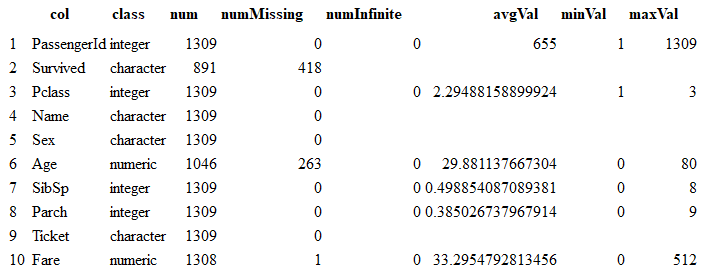 col class num numMissing numInfinite avgVal minVal maxVal
1 PassengerId integer 1309 0 0 655 1 1309
2 Survived character 891 418
3 Pclass integer 1309 0 0 2.29488158899924 1 3
4 Name character 1309 0
5 Sex character 1309 0
6 Age numeric 1046 263 0 29.881137667304 0 80
7 SibSp integer 1309 0 0 0.498854087089381 0 8
8 Parch integer 1309 0 0 0.385026737967914 0 9
9 Ticket character 1309 0
10 Fare numeric 1308 1 0 33.2954792813456 0 512